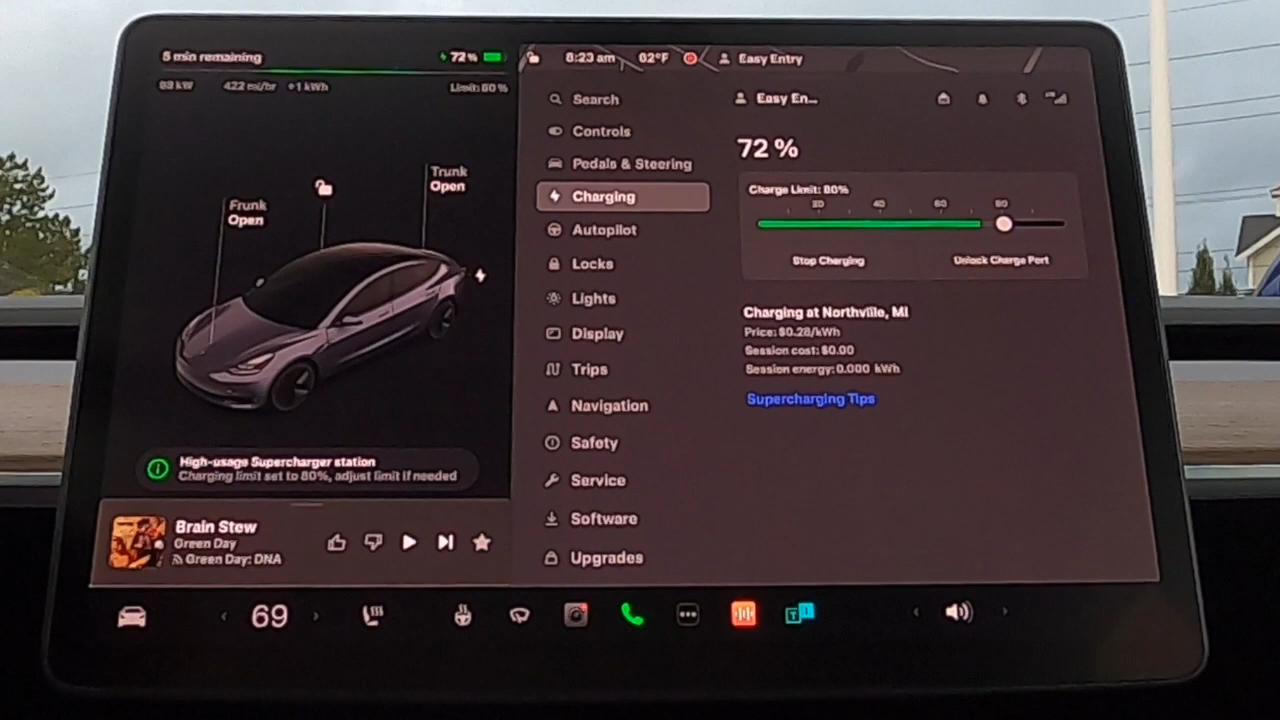 5 min remaining
72 %
422 mi/hr
+1 kWh
Limit: 80 %
Frunk
Open
Trunk
Open
High-usage Supercharger station
Charging limit set to 80%, adjust limit if needed
Brain Stew
Green Day
Green Day: DNA
8:23 am
62°F
Easy Entry
Search
Controls
Pedals & Steering
Charging
Autopilot
Locks
Lights
Display
Trips
Navigation
Safety
Service
Software
Upgrades
Easy En...
72 %
Charge Limit: 80%
20 40 60 80
Stop Charging
Unlock Charge Port
Charging at Northville, MI
Price: $0.28/kWh
Session cost: $0.00
Session energy: 0.000 kWh
Supercharging Tips
69